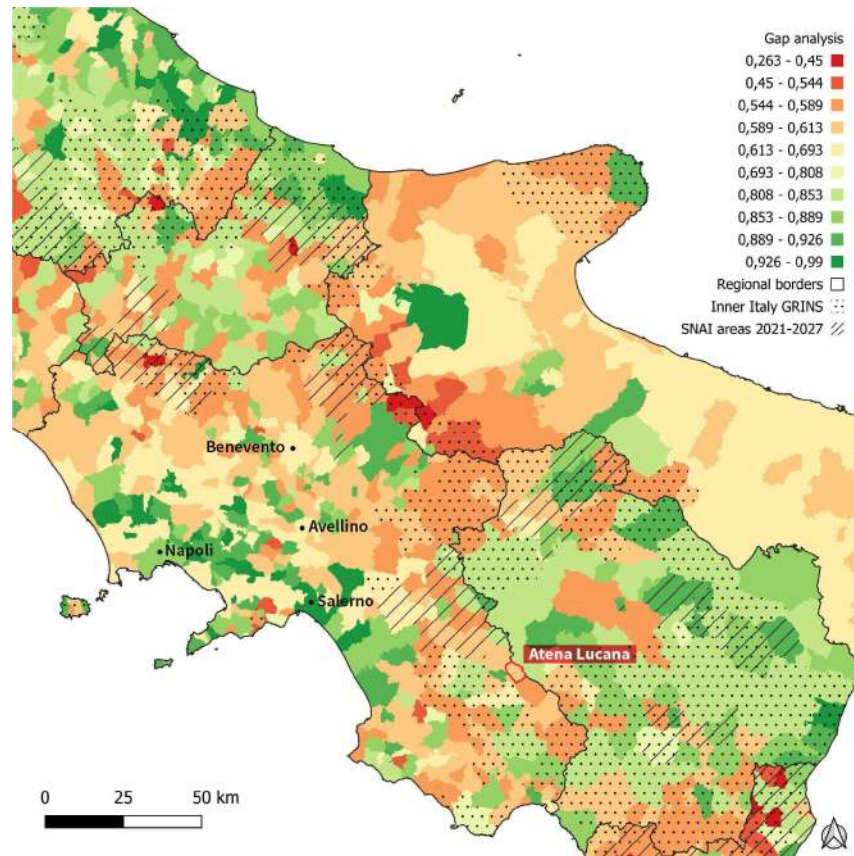 Gap analysis
0,263 - 0,45
0,45 - 0,544
0,544 - 0,589
0,589 - 0,613
0,613 - 0,693
0,693 - 0,808
0,808 - 0,853
0,853 - 0,889
0,889 - 0,926
0,926 - 0,99
Regional borders
Inner Italy GRINS
SNAI areas 2021-2027
Benevento
Avellino
Napoli
Salerno
Atena Lucana
0 25 50 km